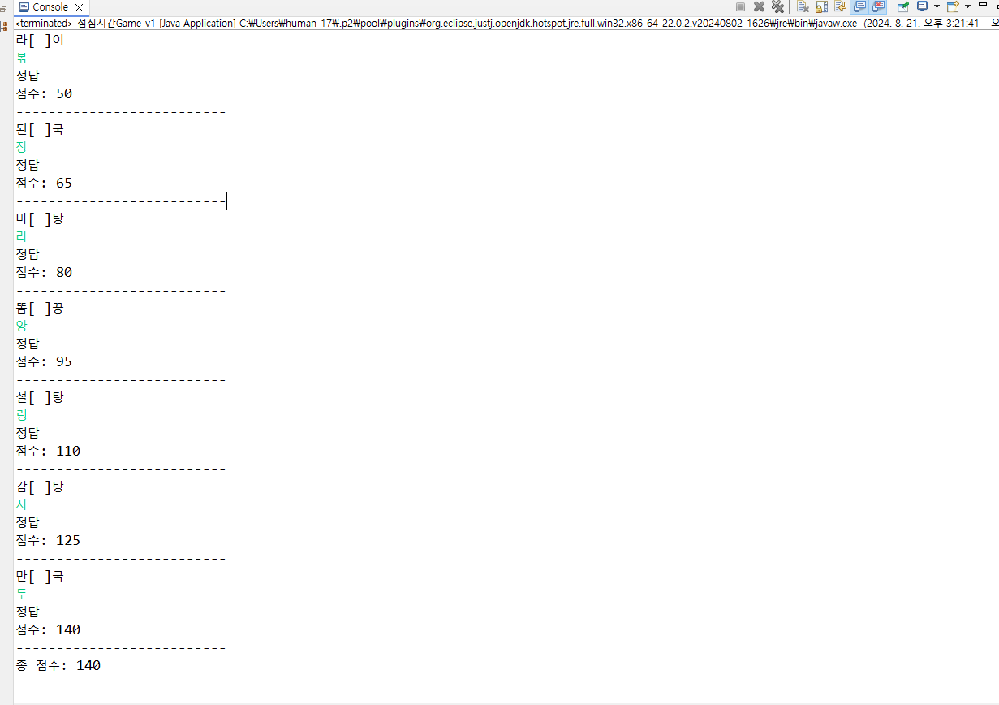 Console
<terminated> 점심시간Game_v1 [Java Application] C:₩Users₩human-17₩.p2₩pool₩plugins₩org.eclipse.justj.openjdk.hotspot.jre.full.win32.x86_64_22.0.2.v20240802-1626₩jre₩bin₩javaw.exe (2024. 8. 21. 오후 3:21:41 – 오
라[ ]이
볶
정답
점수: 50
--------------------------
된[ ]국
장
정답
점수: 65
--------------------------
마[ ]탕
라
정답
점수: 80
--------------------------
똠[ ]꿍
양
정답
점수: 95
--------------------------
설[ ]탕
렁
정답
점수: 110
--------------------------
감[ ]탕
자
정답
점수: 125
--------------------------
만[ ]국
두
정답
점수: 140
--------------------------
총 점수: 140